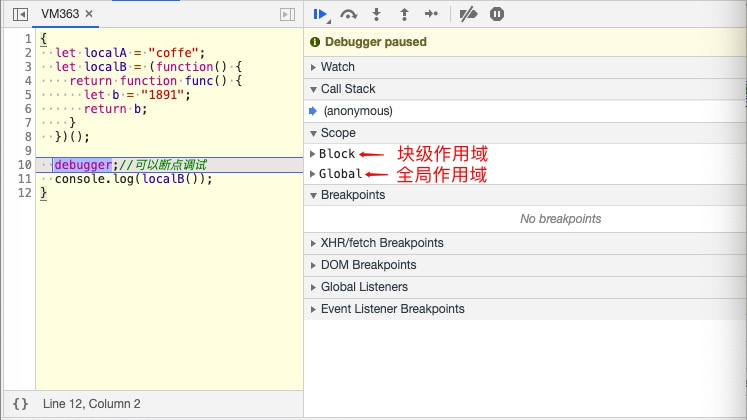 VM363 ×
1 {
2 let localA = "coffe";
3 let localB = (function() {
4 return function func() {
5 let b = "1891";
6 return b;
7 }
8 })();
9
10 debugger;//可以断点调试
11 console.log(localB());
12 }
{} Line 12, Column 2
Debugger paused
Watch
Call Stack
(anonymous)
Scope
Block 块级作用域
Global 全局作用域
Breakpoints
No breakpoints
XHR/fetch Breakpoints
DOM Breakpoints
Global Listeners
Event Listener Breakpoints